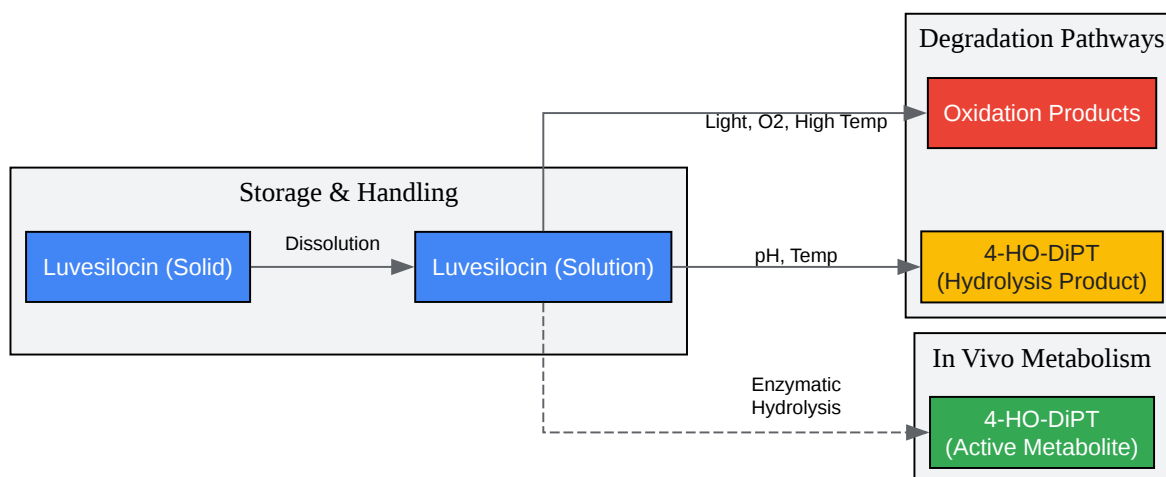 Degradation Pathways
Oxidation Products
Light, O2, High Temp
Storage & Handling
Dissolution
Luvesilocin (Solid)
Luvesilocin (Solution)
pH, Temp
4-HO-DiPT
(Hydrolysis Product)
In Vivo Metabolism
Enzymatic
Hydrolysis
4-HO-DiPT
(Active Metabolite)